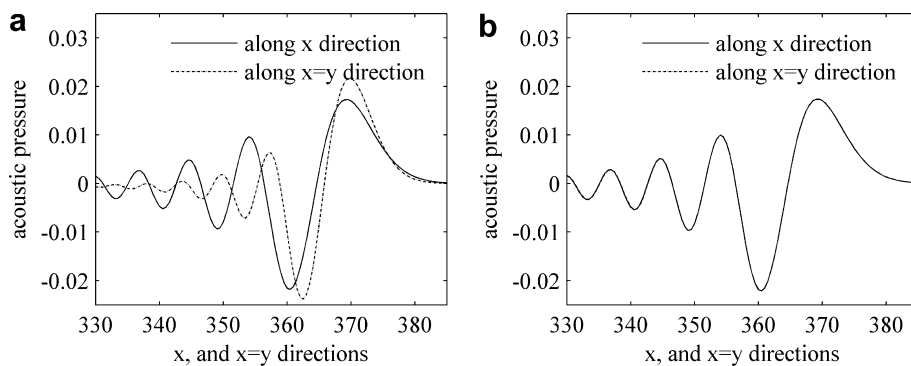 a
0.03
0.02
0.01
0
-0.01
-0.02
acoustic pressure
along x direction
along x=y direction
330 340 350 360 370 380
x, and x=y directions
b
0.03
0.02
0.01
0
-0.01
-0.02
acoustic pressure
along x direction
along x=y direction
330 340 350 360 370 380
x, and x=y directions